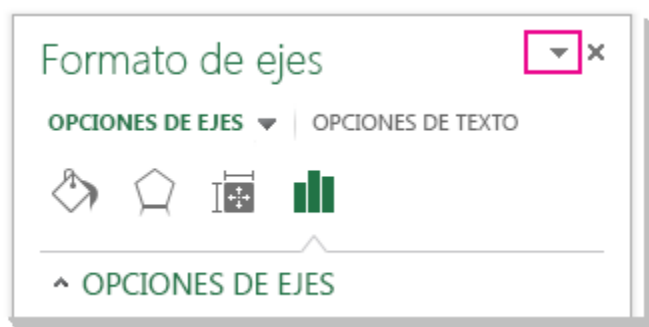 Formato de ejes
OPCIONES DE EJES OPCIONES DE TEXTO
OPCIONES DE EJES